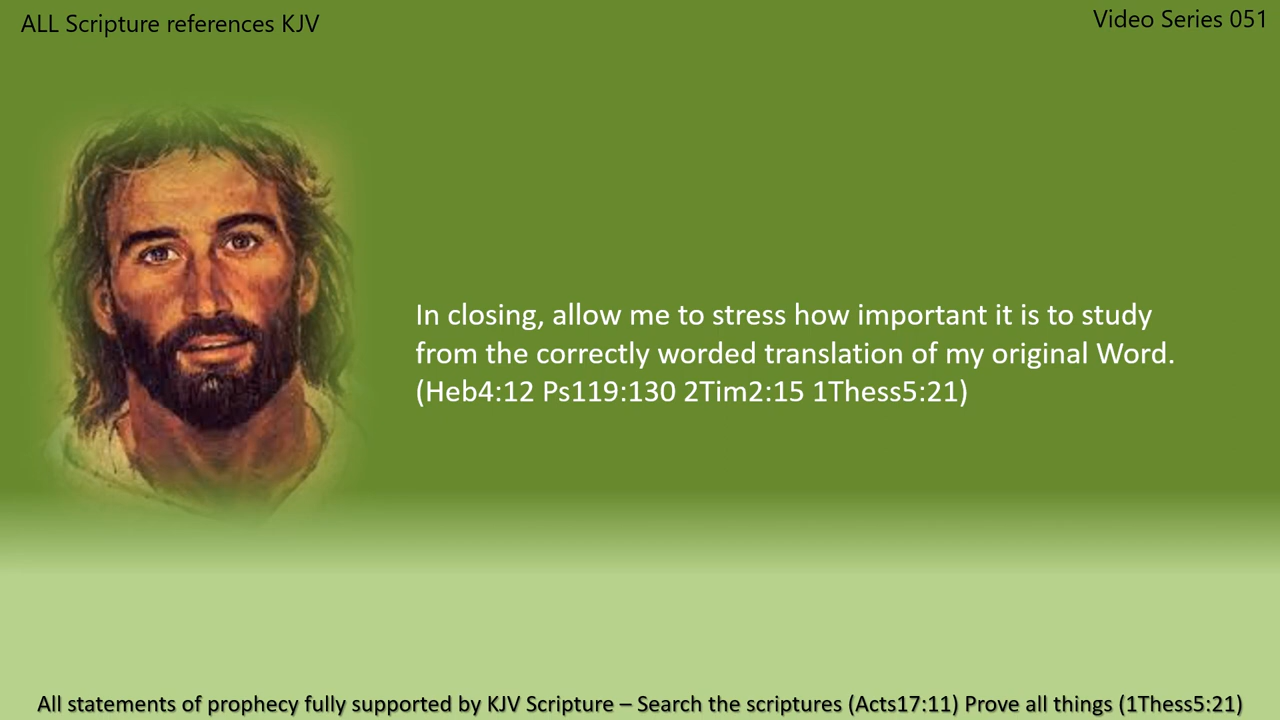 ALL Scripture references KJV
Video Series 051
In closing, allow me to stress how important it is to study
from the correctly worded translation of my original Word.
(Heb4:12 Ps119:130 2Tim2:15 1Thess5:21)
All statements of prophecy fully supported by KJV Scripture – Search the scriptures (Acts17:11) Prove all things (1Thess5:21)